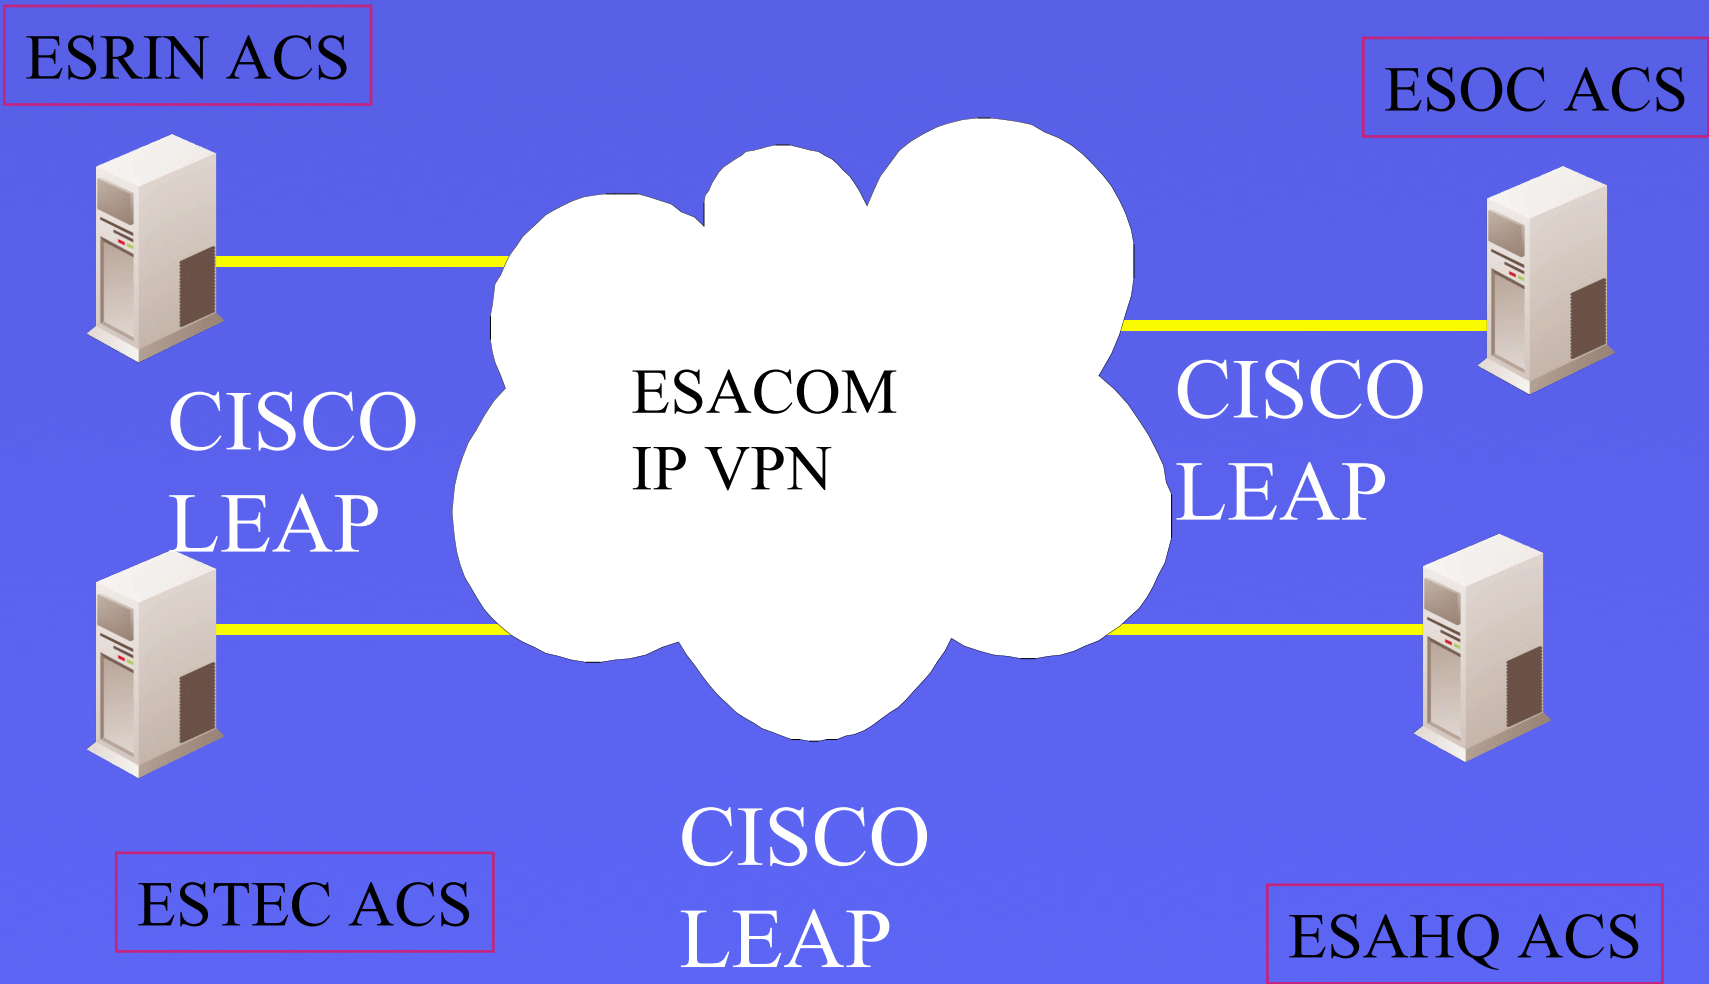 ESRIN ACS
ESOC ACS
CISCO
LEAP
ESACOM
IP VPN
CISCO
LEAP
ESTEC ACS
CISCO
LEAP
ESAHQ ACS